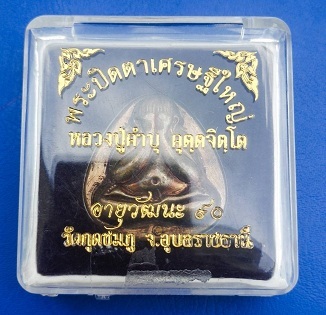 พระปิดตาเศรษฐีใหญ่
หลวงปู่คำบุ คุตฺตจิตฺโต
อายุวัฒนะ ๙๐
วัดกุดชมภู จ.อุบลราชธานี